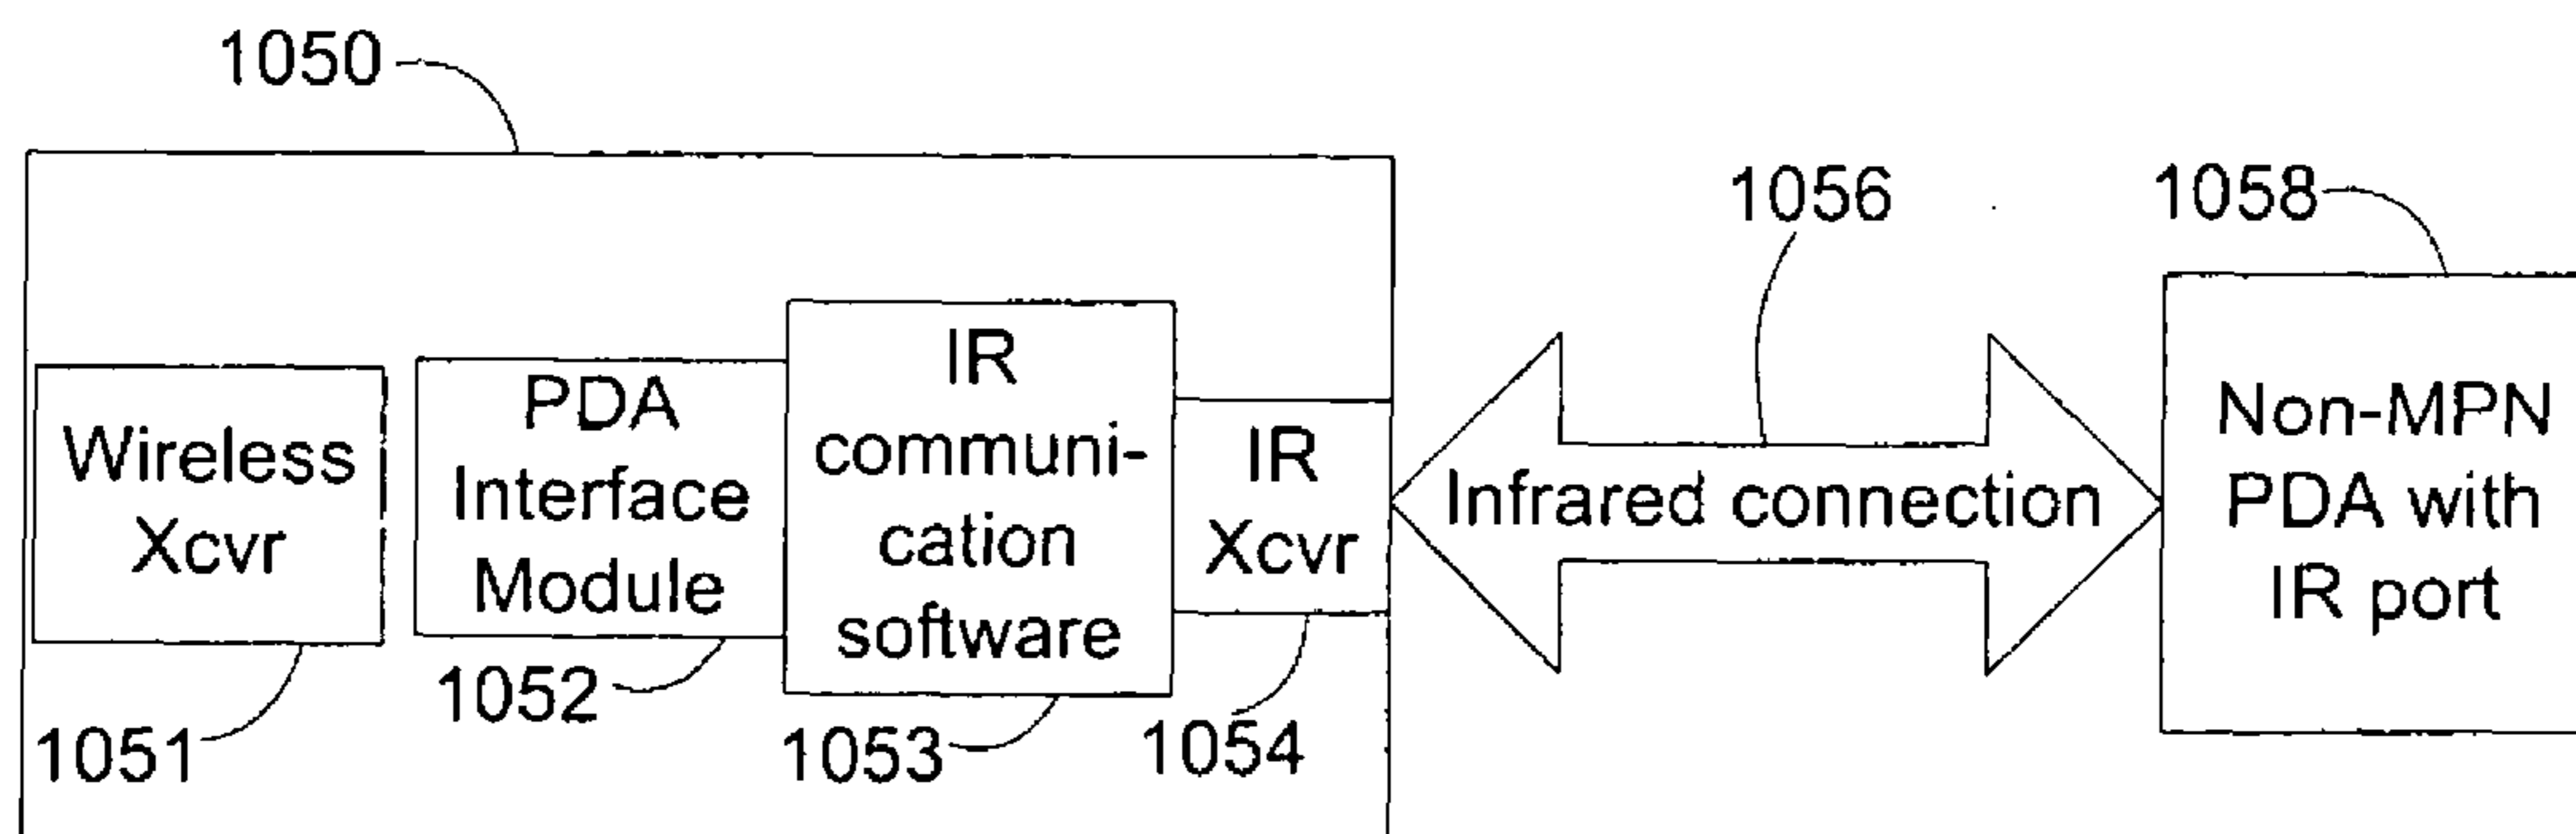 1050
1056
1058
Wireless
Xcvr
PDA
Interface
Module
IR
communi-
cation
software
IR
Xcvr
Infrared connection
Non-MPN
PDA with
IR port
1051
1052
1053
1054